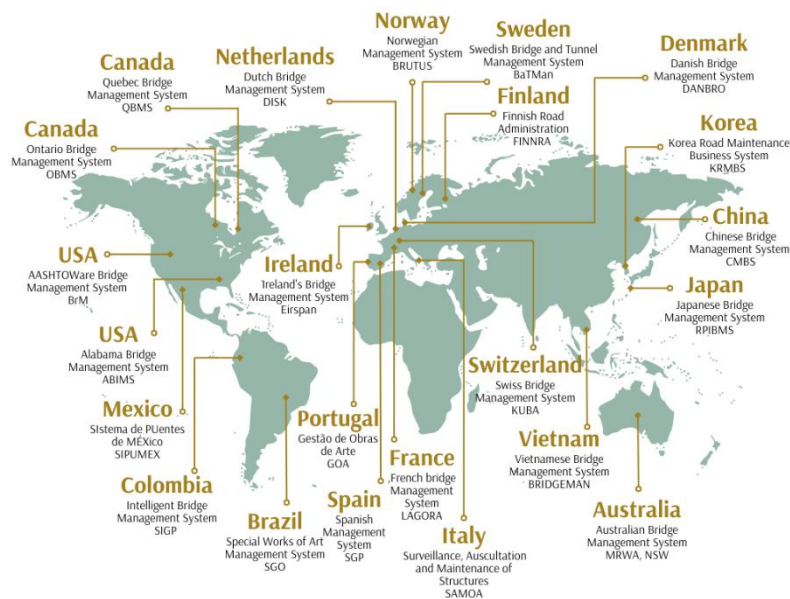 Norway
Norwegian
Management System
BRUTUS
Sweden
Swedish Bridge and Tunnel
Management System
BaTMan
Denmark
Danish Bridge
Management System
DANBRO
Canada
Quebec Bridge
Management System
QBMS
Netherlands
Dutch Bridge
Management System
DISK
Finland
Finnish Road
Administration
FINNRA
Canada
Ontario Bridge
Management System
OBMS
Korea
Korea Road Maintenance
Business System
KRMBS
China
Chinese Bridge
Management System
CMBS
USA
AASHTOWare Bridge
Management System
BrM
Ireland
Ireland's Bridge
Management System
Eirspan
Japan
Japanese Bridge
Management System
RPIBMS
USA
Alabama Bridge
Management System
ABIMS
Switzerland
Swiss Bridge
Management System
KUBA
Mexico
SIstema de PUentes
de MÉXico
SIPUMEX
Portugal
Gestão de Obras
de Arte
GOA
Vietnam
Vietnamese Bridge
Management System
BRIDGEMAN
France
French bridge
Management
System
LAGORA
Colombia
Intelligent Bridge
Management System
SIGP
Spain
Spanish
Management
System
SGP
Brazil
Special Works of Art
Management System
SGO
Italy
Surveillance, Auscultation
and Maintenance of
Structures
SAMOA
Australia
Australian Bridge
Management System
MRWA, NSW